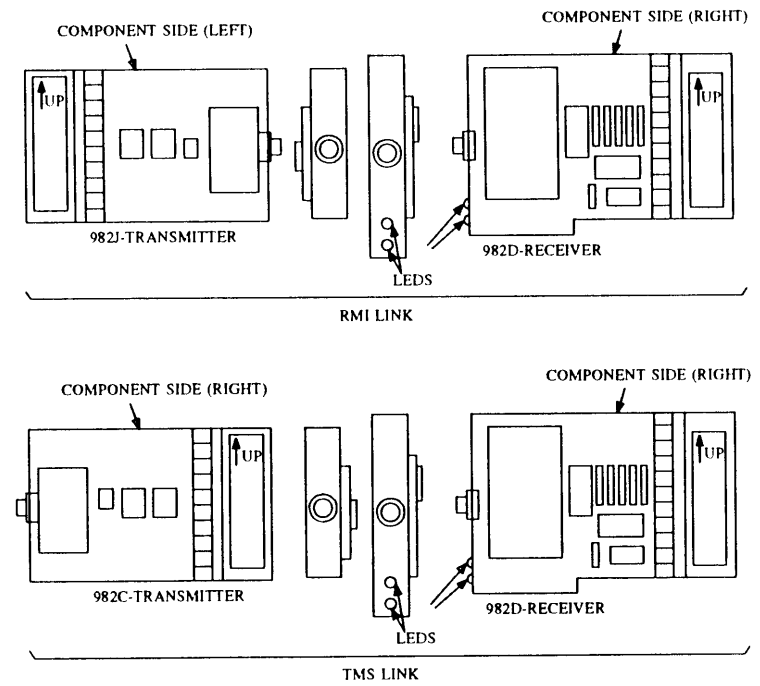 COMPONENT SIDE (LEFT)
COMPONENT SIDE (RIGHT)
UP
UP
982J-TRANSMITTER
982D-RECEIVER
LEDS
RMI LINK
COMPONENT SIDE (RIGHT)
COMPONENT SIDE (RIGHT)
UP
UP
982C-TRANSMITTER
982D-RECEIVER
LEDS
TMS LINK